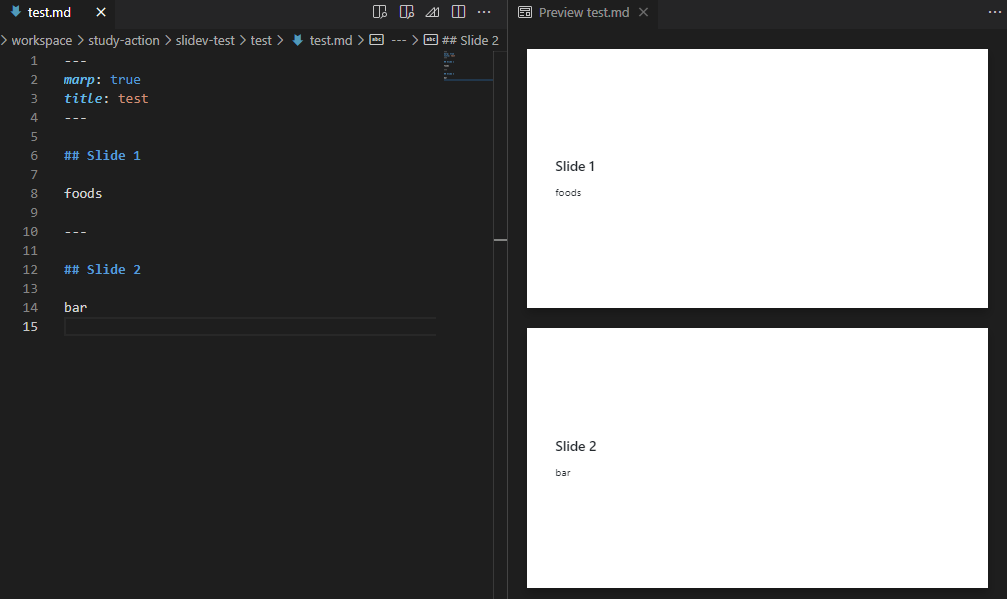 test.md
workspace > study-action > slidev-test > test > test.md > abc --- > abc ## Slide 2
1 ---
2 marp: true
3 title: test
4 ---
5
6 ## Slide 1
7
8 foods
9
10 ---
11
12 ## Slide 2
13
14 bar
15
Preview test.md
Slide 1
foods
Slide 2
bar